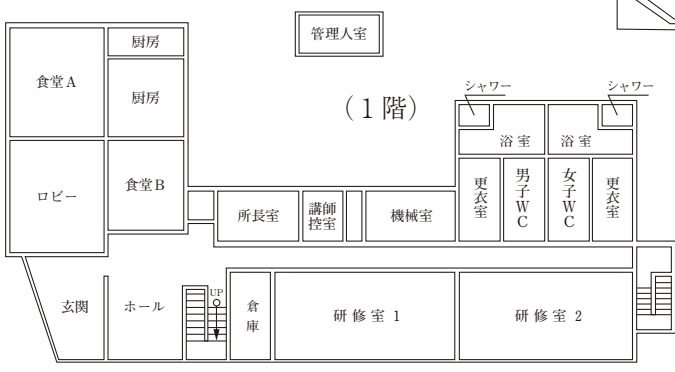 管理人室
厨房
食堂A
厨房
(1階)
シャワー
シャワー
浴室
浴室
ロビー
食堂B
更衣室
男子WC
女子WC
更衣室
所長室
講師
控室
機械室
玄関
ホール
UP
倉庫
研修室 1
研修室 2